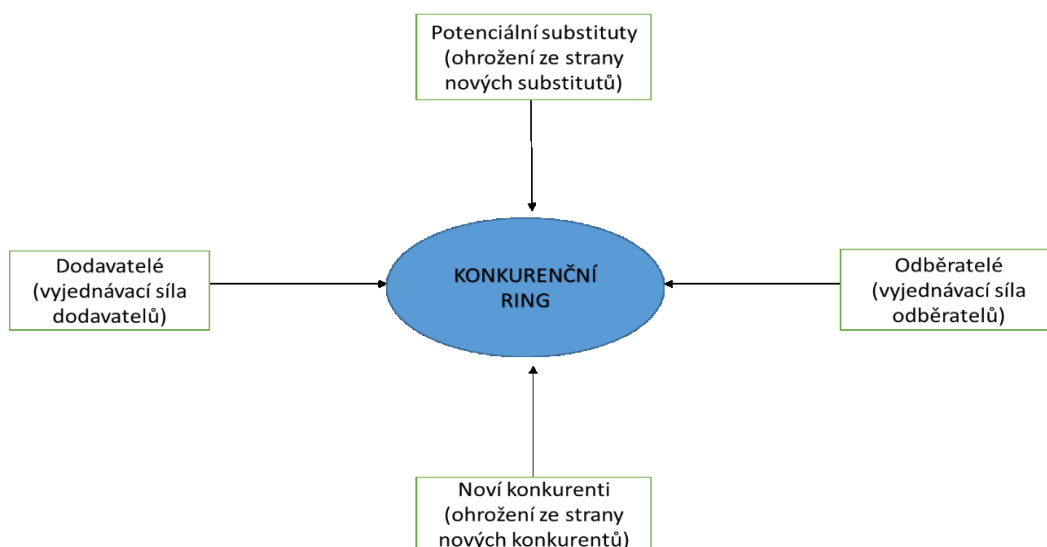 Potenciální substituty
(ohrožení ze strany
nových substitutů)
Dodavatelé
(vyjednávací síla
dodavatelů)
KONKURENČNÍ
RING
Odběratelé
(vyjednávací síla
odběratelů)
Noví konkurenti
(ohrožení ze strany
nových konkurentů)